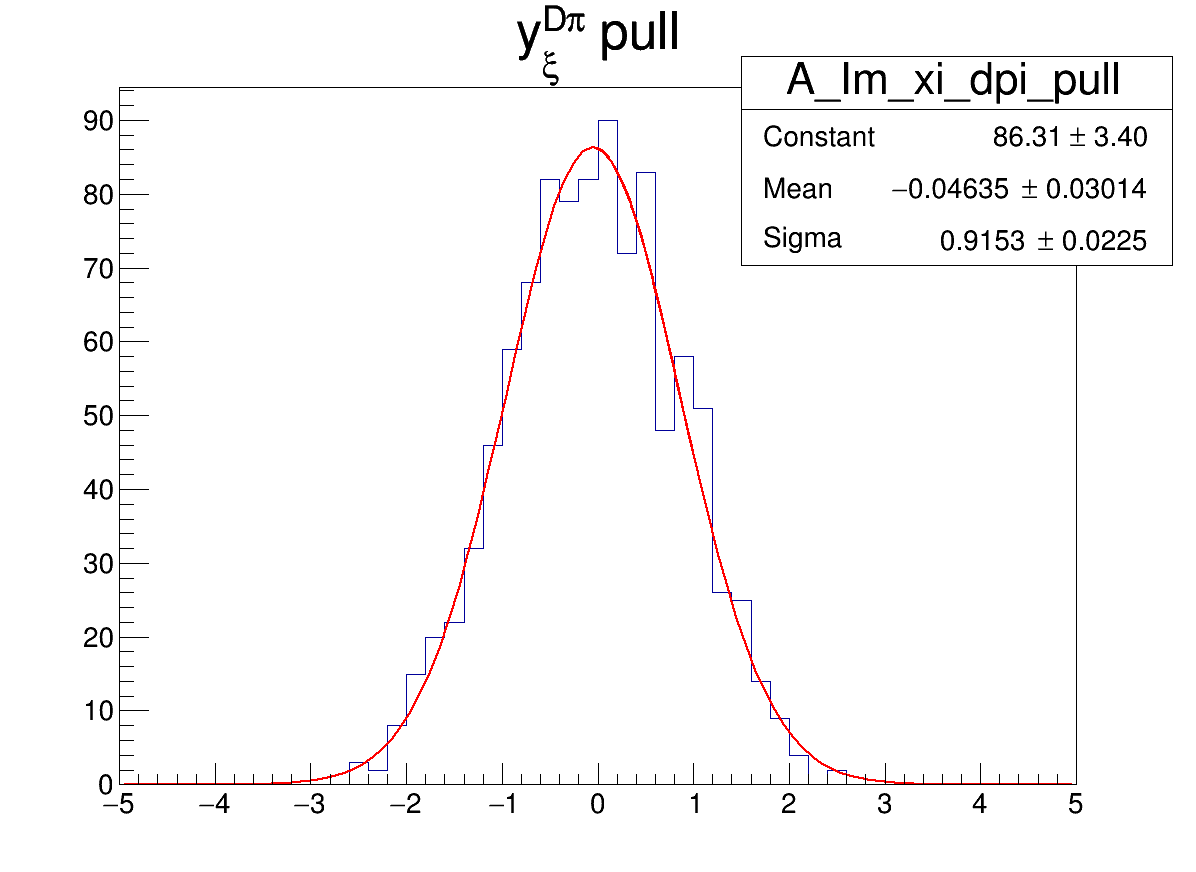 y_ξ^Dπ pull
A_Im_xi_dpi_pull
Constant 86.31 ± 3.40
Mean −0.04635 ± 0.03014
Sigma 0.9153 ± 0.0225
90
80
70
60
50
40
30
20
10
0
−5 −4 −3 −2 −1 0 1 2 3 4 5